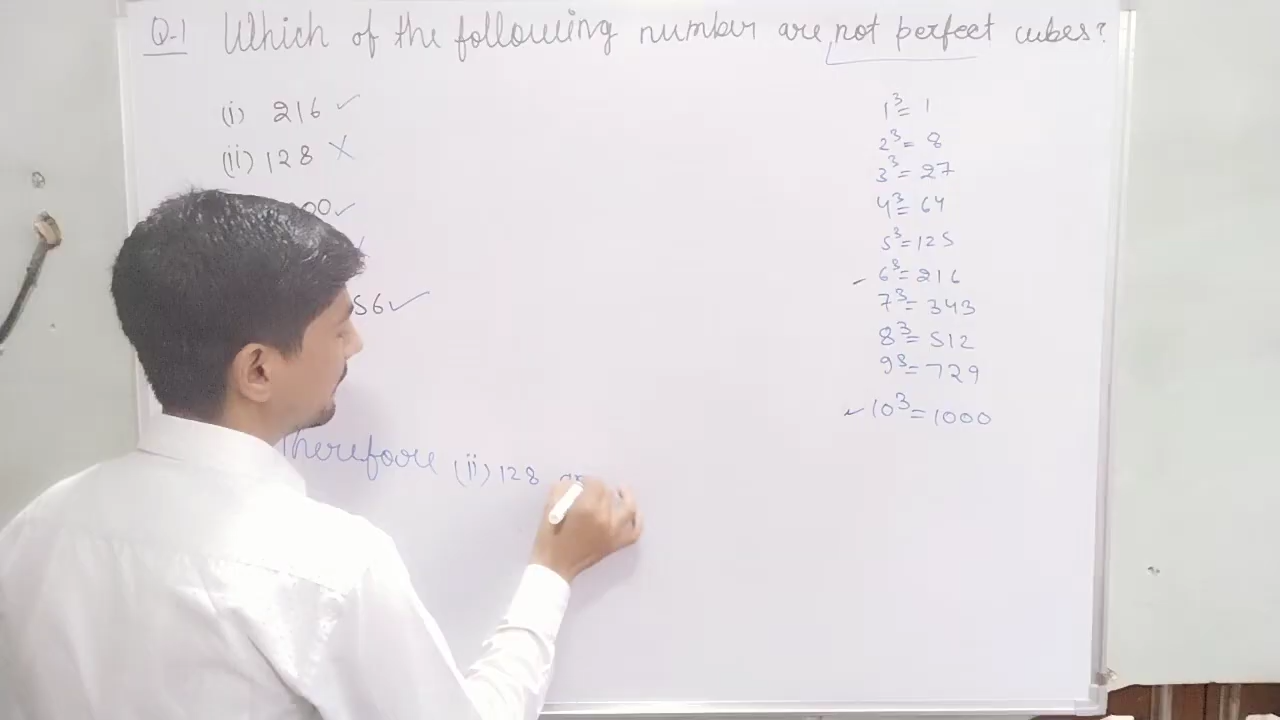 Q-1 Which of the following number are not perfect cubes?
(i) 216 ✓
(ii) 128 X
00 ✓
56 ✓
Therefore (ii) 128
1³ = 1
2³ = 8
3³ = 27
4³ = 64
5³ = 125
6³ = 216
7³ = 343
8³ = 512
9³ = 729
✓ 10³ = 1000